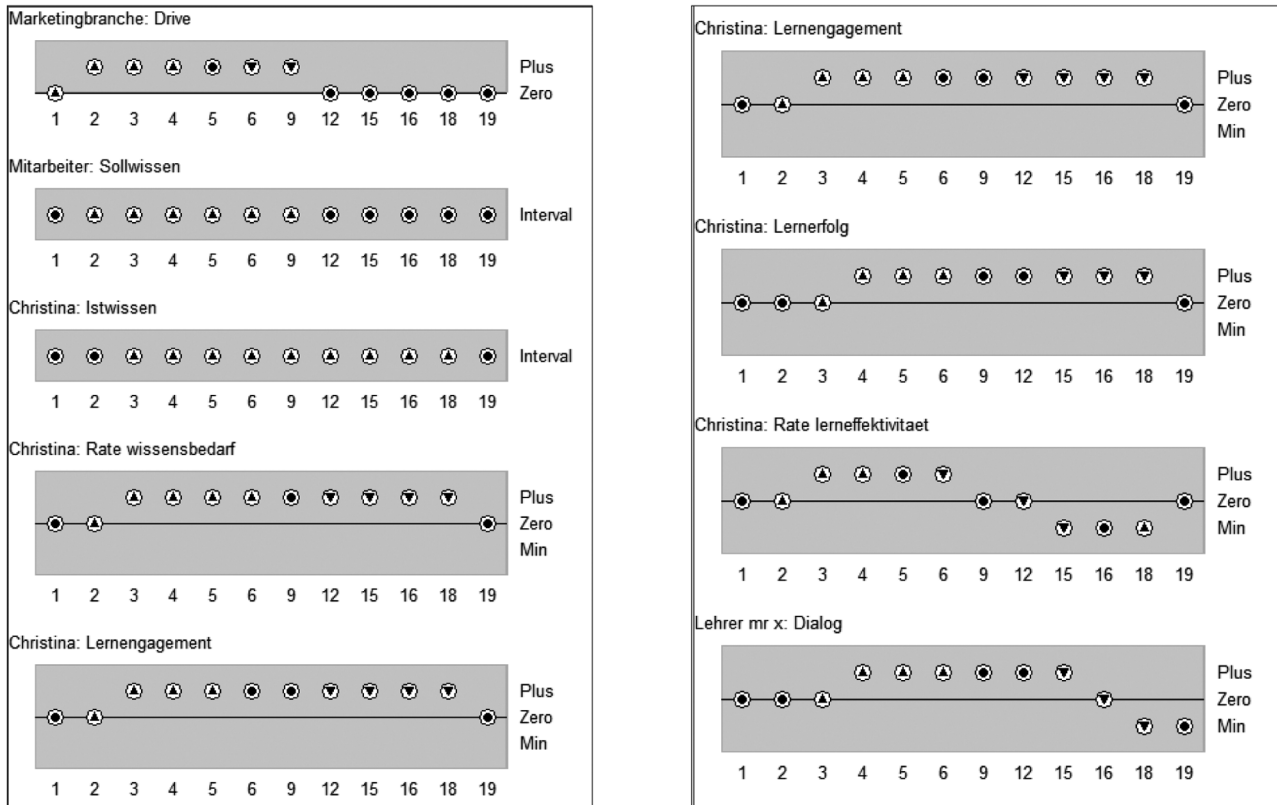 Marketingbranche: Drive
Plus
Zero
1 2 3 4 5 6 9 12 15 16 18 19
Mitarbeiter: Sollwissen
Interval
1 2 3 4 5 6 9 12 15 16 18 19
Christina: Istwissen
Interval
1 2 3 4 5 6 9 12 15 16 18 19
Christina: Rate wissensbedarf
Plus
Zero
Min
1 2 3 4 5 6 9 12 15 16 18 19
Christina: Lernengagement
Plus
Zero
Min
1 2 3 4 5 6 9 12 15 16 18 19
Christina: Lernengagement
Plus
Zero
Min
1 2 3 4 5 6 9 12 15 16 18 19
Christina: Lernerfolg
Plus
Zero
Min
1 2 3 4 5 6 9 12 15 16 18 19
Christina: Rate lerneffektivitaet
Plus
Zero
Min
1 2 3 4 5 6 9 12 15 16 18 19
Lehrer mr x: Dialog
Plus
Zero
Min
1 2 3 4 5 6 9 12 15 16 18 19